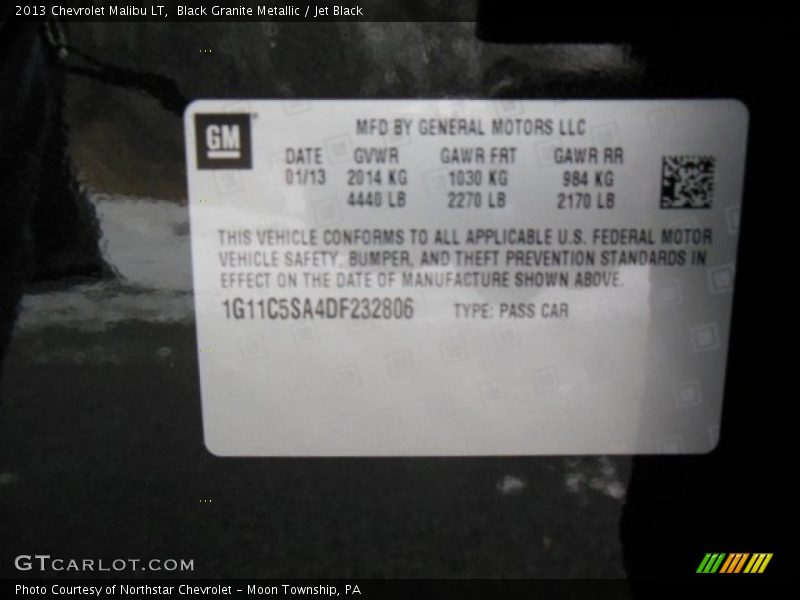 2013 Chevrolet Malibu LT,  Black Granite Metallic / Jet Black
GM
MFD BY GENERAL MOTORS LLC
DATE GVWR GAWR FRT GAWR RR
01/13 2014 KG 1030 KG 984 KG
4440 LB 2270 LB 2170 LB
THIS VEHICLE CONFORMS TO ALL APPLICABLE U.S. FEDERAL MOTOR
VEHICLE SAFETY, BUMPER, AND THEFT PREVENTION STANDARDS IN
EFFECT ON THE DATE OF MANUFACTURE SHOWN ABOVE.
1G11C5SA4DF232806 TYPE: PASS CAR
GTCARLOT.COM
Photo Courtesy of Northstar Chevrolet - Moon Township, PA